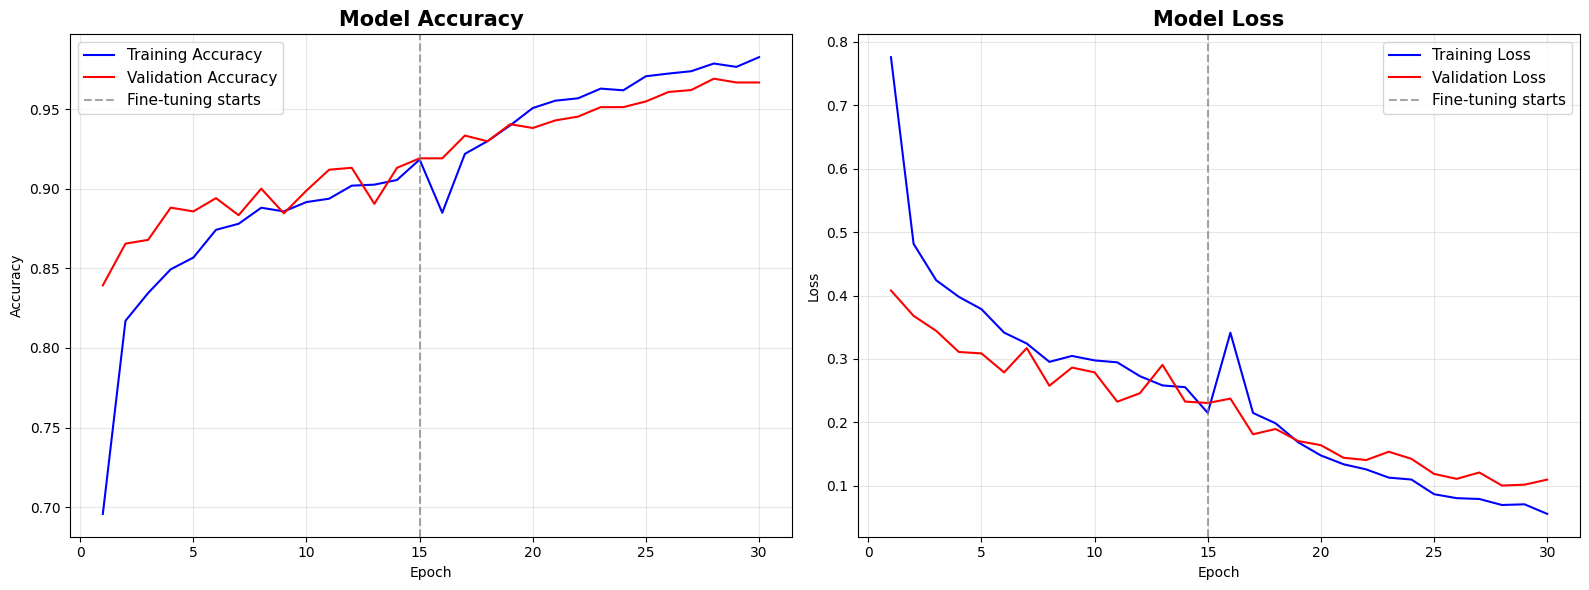 Model Accuracy
Training Accuracy
Validation Accuracy
Fine-tuning starts
Accuracy
0.95
0.90
0.85
0.80
0.75
0.70
0
5
10
15
20
25
30
Epoch
Model Loss
Training Loss
Validation Loss
Fine-tuning starts
Loss
0.8
0.7
0.6
0.5
0.4
0.3
0.2
0.1
0
5
10
15
20
25
30
Epoch